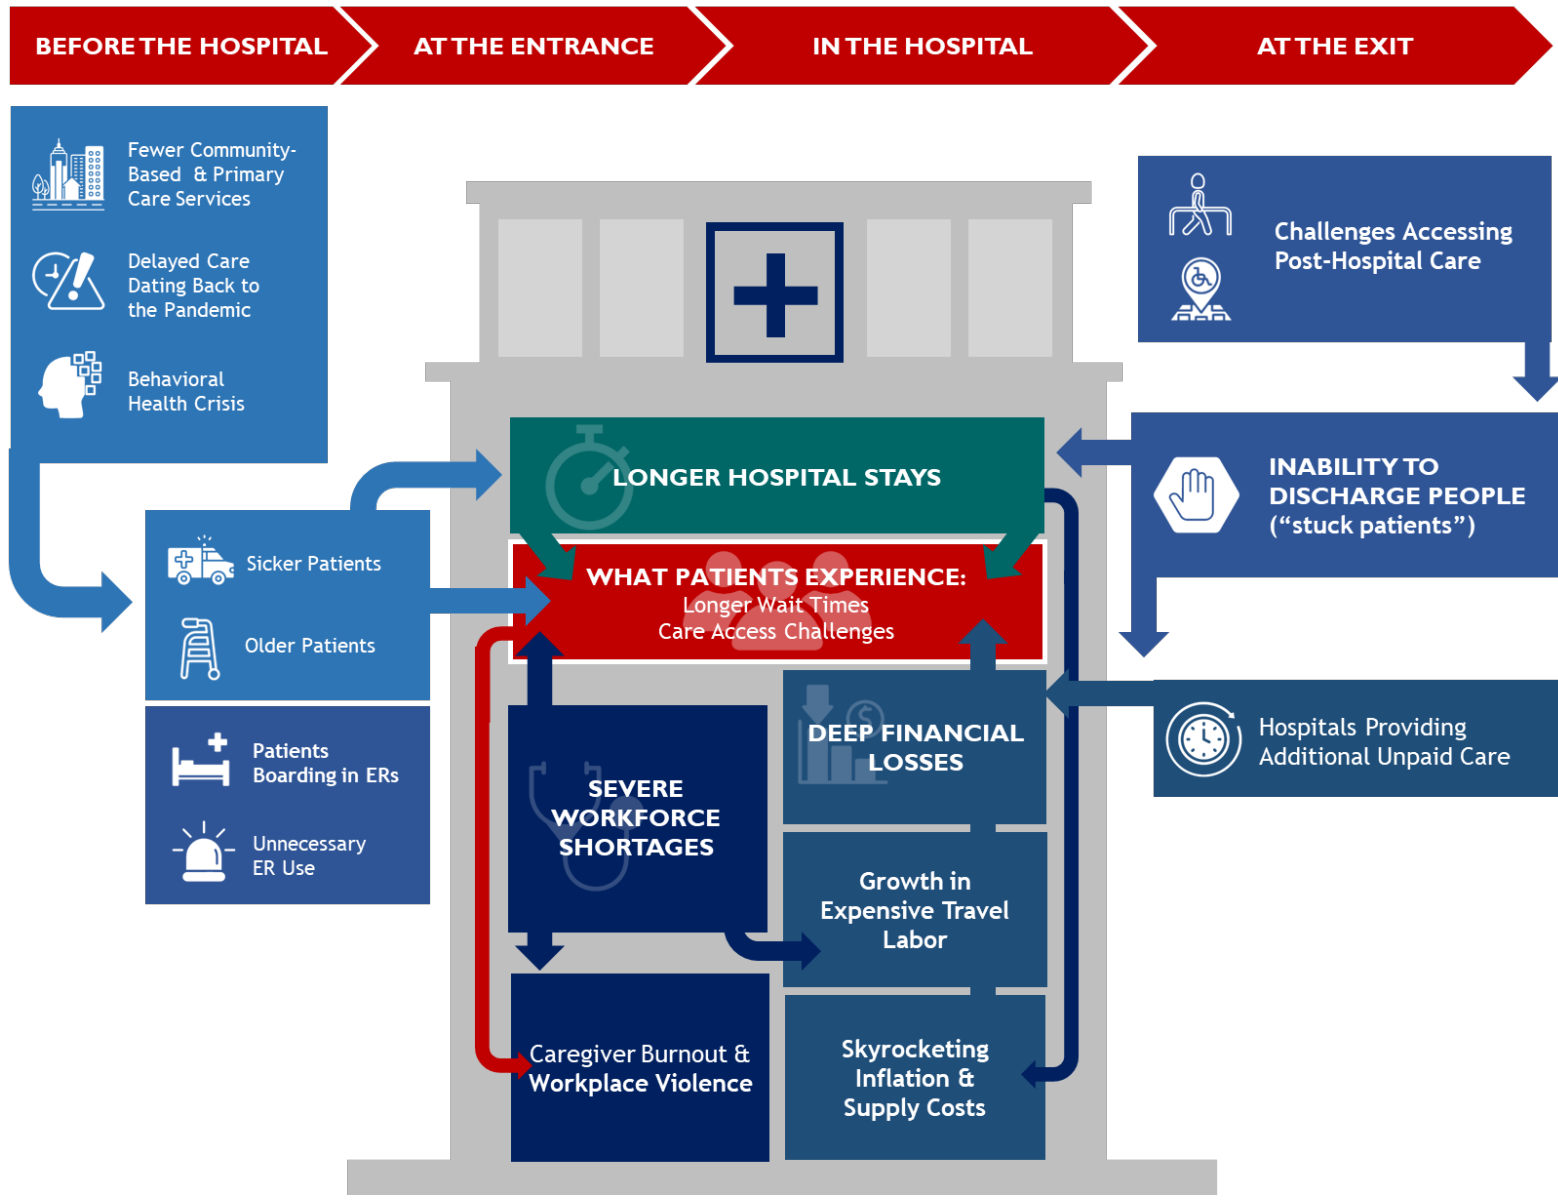 BEFORE THE HOSPITAL
AT THE ENTRANCE
IN THE HOSPITAL
AT THE EXIT
Fewer Community-
Based & Primary
Care Services
Delayed Care
Dating Back to
the Pandemic
Behavioral
Health Crisis
Sicker Patients
Older Patients
Patients
Boarding in ERs
Unnecessary
ER Use
LONGER HOSPITAL STAYS
WHAT PATIENTS EXPERIENCE:
Longer Wait Times
Care Access Challenges
SEVERE
WORKFORCE
SHORTAGES
Caregiver Burnout &
Workplace Violence
DEEP FINANCIAL
LOSSES
Growth in
Expensive Travel
Labor
Skyrocketing
Inflation &
Supply Costs
Challenges Accessing
Post-Hospital Care
INABILITY TO
DISCHARGE PEOPLE
(“stuck patients”)
Hospitals Providing
Additional Unpaid Care